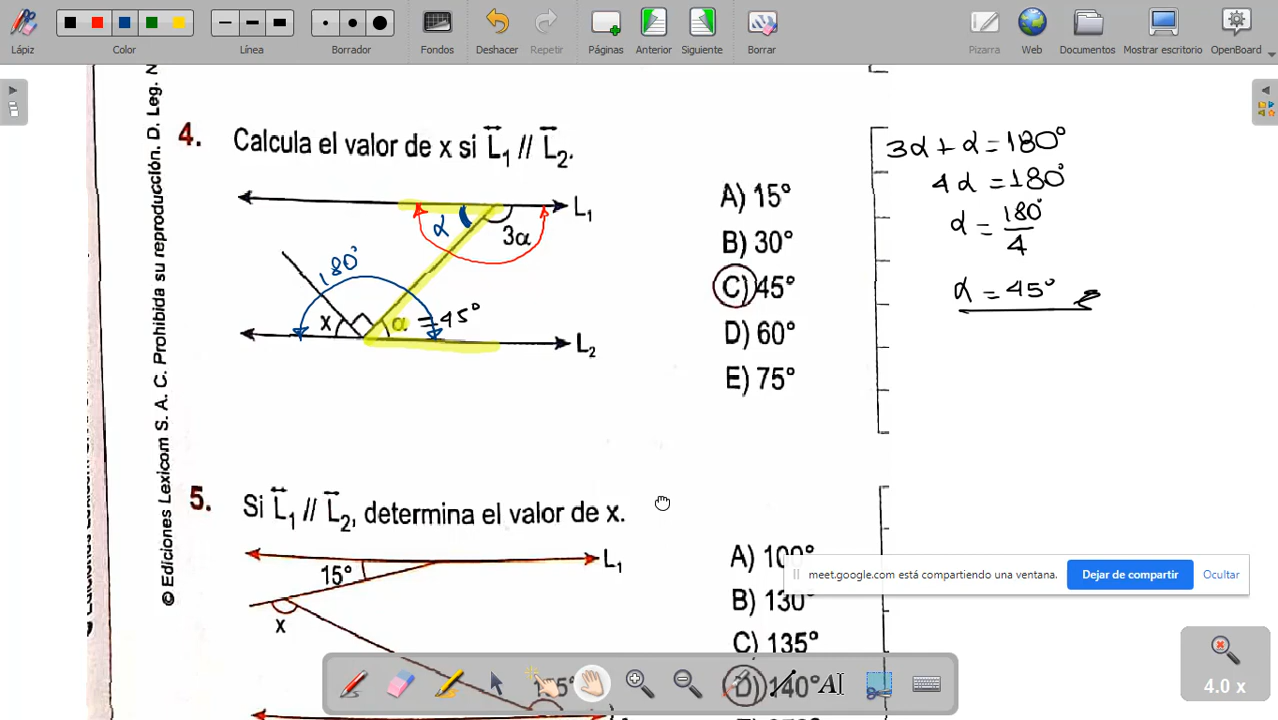 Lápiz
Color
Línea
Borrador
Fondos
Deshacer
Repetir
Páginas
Anterior
Siguiente
Borrar
Pizarra
Web
Documentos
Mostrar escritorio
OpenBoard
© Ediciones Lexicom S. A. C. Prohibida su reproducción. D. Leg. N
4. Calcula el valor de x si L1 // L2.
L1
α
3α
180°
x
α = 45°
L2
A) 15°
B) 30°
C) 45°
D) 60°
E) 75°
3α + α = 180°
4α = 180°
α = 180°/4
α = 45°
5. Si L1 // L2, determina el valor de x.
L1
15°
x
A) 100°
B) 130°
C) 135°
D) 140°
meet.google.com está compartiendo una ventana.
Dejar de compartir
Ocultar
AI
4.0 x